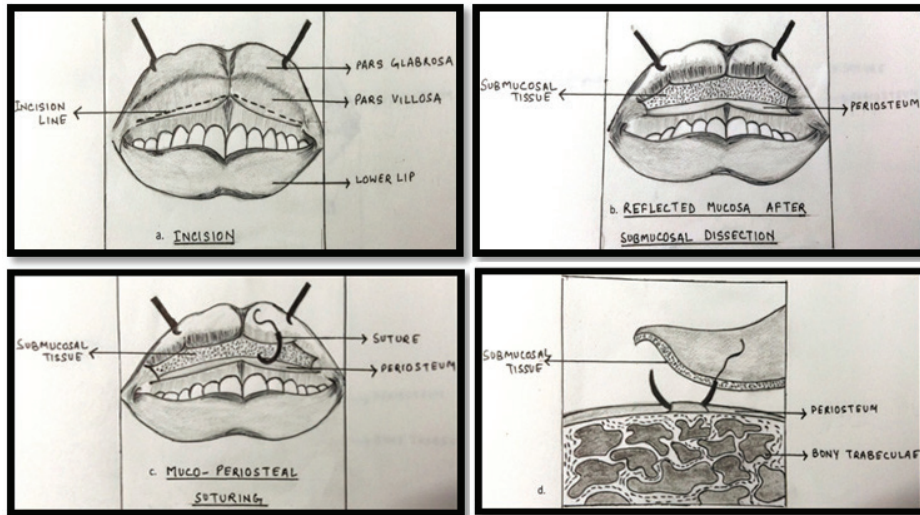 PARS GLABROSA
PARS VILLOSA
INCISION
LINE
LOWER LIP
a. INCISION
SUBMUCOSAL
TISSUE
PERIOSTEUM
b. REFLECTED MUCOSA AFTER
SUBMUCOSAL DISSECTION
SUBMUCOSAL
TISSUE
SUTURE
PERIOSTEUM
c. MUCO-PERIOSTEAL
SUTURING
SUBMUCOSAL
TISSUE
PERIOSTEUM
BONY TRABECULAE
d.